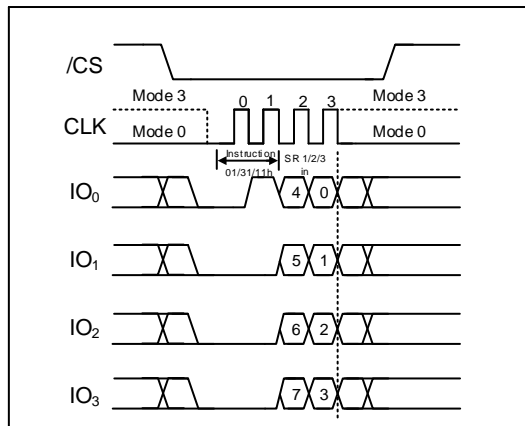 /CS
Mode 3 0 1 2 3 Mode 3
CLK Mode 0 Mode 0
Instruction SR 1/2/3
01/31/11h in
IO0 4 0
IO1 5 1
IO2 6 2
IO3 7 3